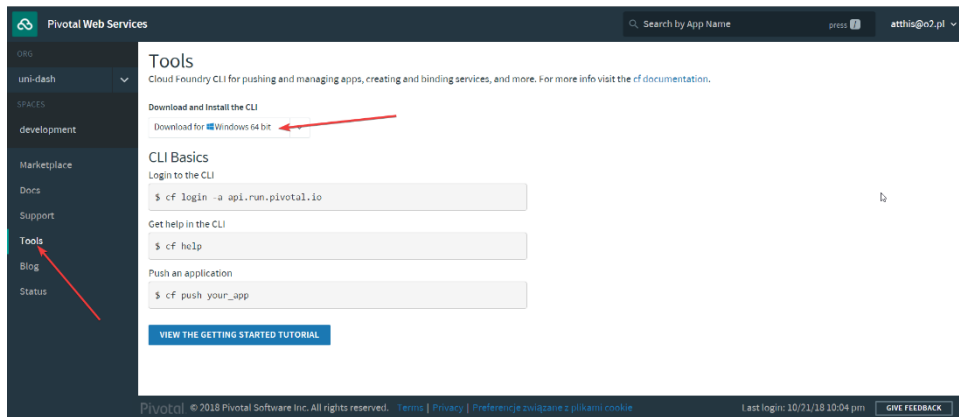 Pivotal Web Services
Search by App Name
press /
atthis@o2.pl
ORG
uni-dash
SPACES
development
Marketplace
Docs
Support
Tools
Blog
Status
Tools
Cloud Foundry CLI for pushing and managing apps, creating and binding services, and more. For more info visit the cf documentation.
Download and Install the CLI
Download for Windows 64 bit
CLI Basics
Login to the CLI
$ cf login -a api.run.pivotal.io
Get help in the CLI
$ cf help
Push an application
$ cf push your_app
VIEW THE GETTING STARTED TUTORIAL
Pivotal © 2018 Pivotal Software Inc. All rights reserved. Terms | Privacy | Preferencje związane z plikami cookie
Last login: 10/21/18 10:04 pm
GIVE FEEDBACK